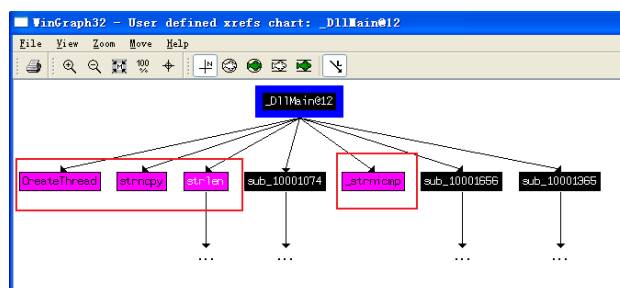 WinGraph32 - User defined xrefs chart: _DllMain@12
File View Zoom Move Help
100%
N
_DllMain@12
CreateThread strncpy strlen sub_10001074 _strnicmp sub_10001656 sub_10001365
... ... ... ...